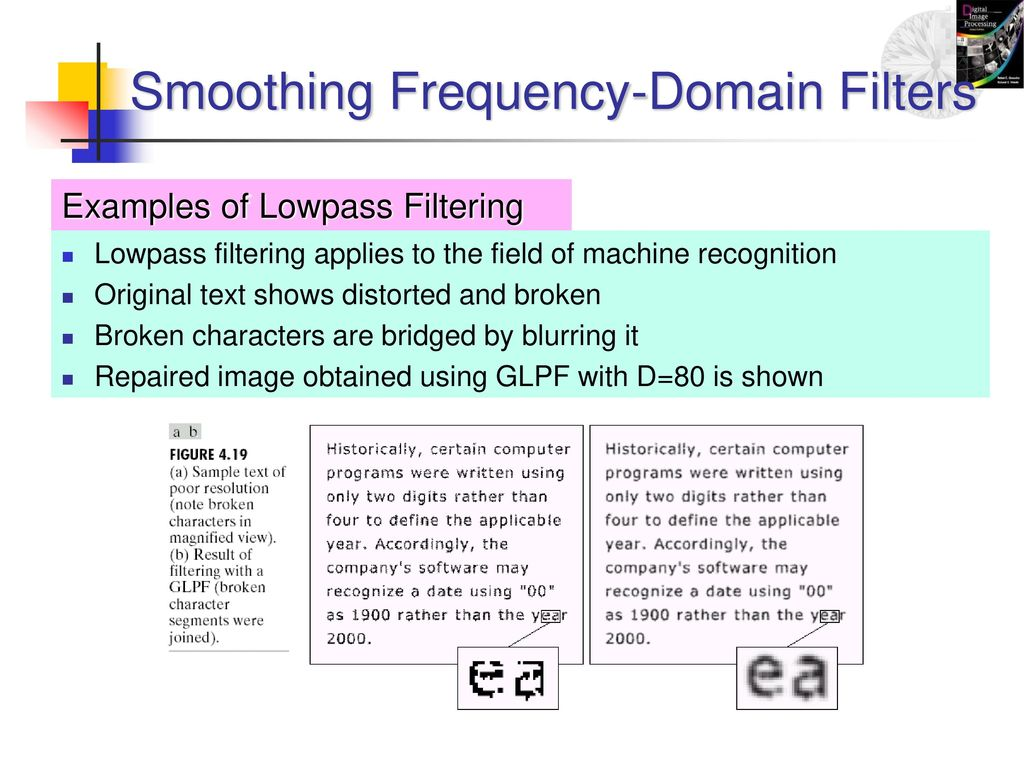 Digital
Image
Processing
Smoothing Frequency-Domain Filters
Examples of Lowpass Filtering
Lowpass filtering applies to the field of machine recognition
Original text shows distorted and broken
Broken characters are bridged by blurring it
Repaired image obtained using GLPF with D=80 is shown
a b
FIGURE 4.19
(a) Sample text of
poor resolution
(note broken
characters in
magnified view).
(b) Result of
filtering with a
GLPF (broken
character
segments were
joined).
Historically, certain computer
programs were written using
only two digits rather than
four to define the applicable
year. Accordingly, the
company's software may
recognize a date using "00"
as 1900 rather than the year
2000.
ea
Historically, certain computer
programs were written using
only two digits rather than
four to define the applicable
year. Accordingly, the
company's software may
recognize a date using "00"
as 1900 rather than the year
2000.
ea